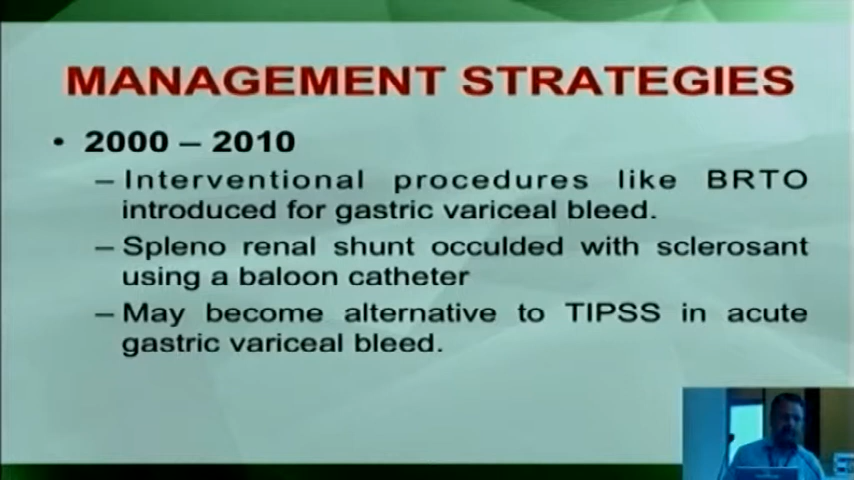 MANAGEMENT STRATEGIES
• 2000 – 2010
– Interventional procedures like BRTO
introduced for gastric variceal bleed.
– Spleno renal shunt occulded with sclerosant
using a baloon catheter
– May become alternative to TIPSS in acute
gastric variceal bleed.